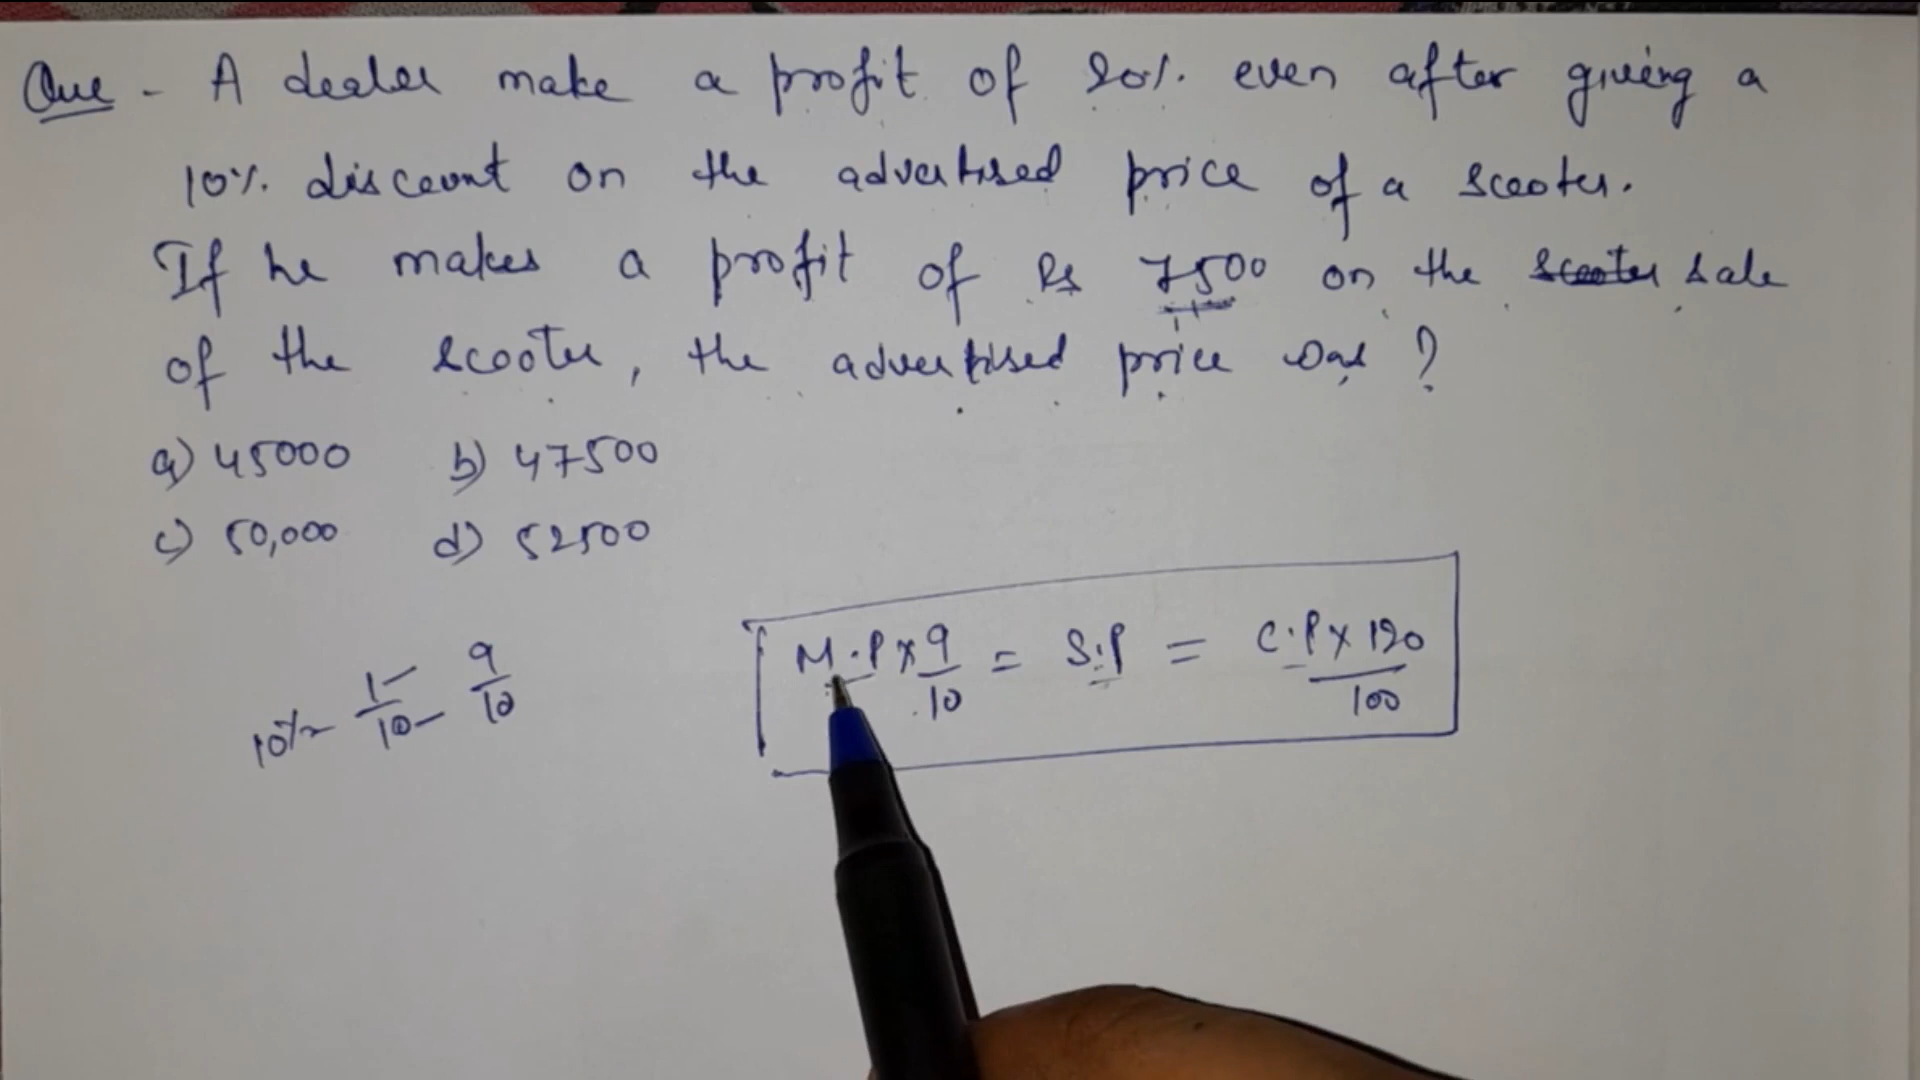 Que - A dealer make a profit of 20% even after giving a
10% discount on the advertised price of a scooter.
If he makes a profit of Rs 7500 on the scooter sale
of the scooter, the advertised price was ?
a) 45000 b) 47500
c) 50,000 d) 52500
10% = 1/10 - 9/10
M.P x 9/10 = S.P = C.P x 120/100